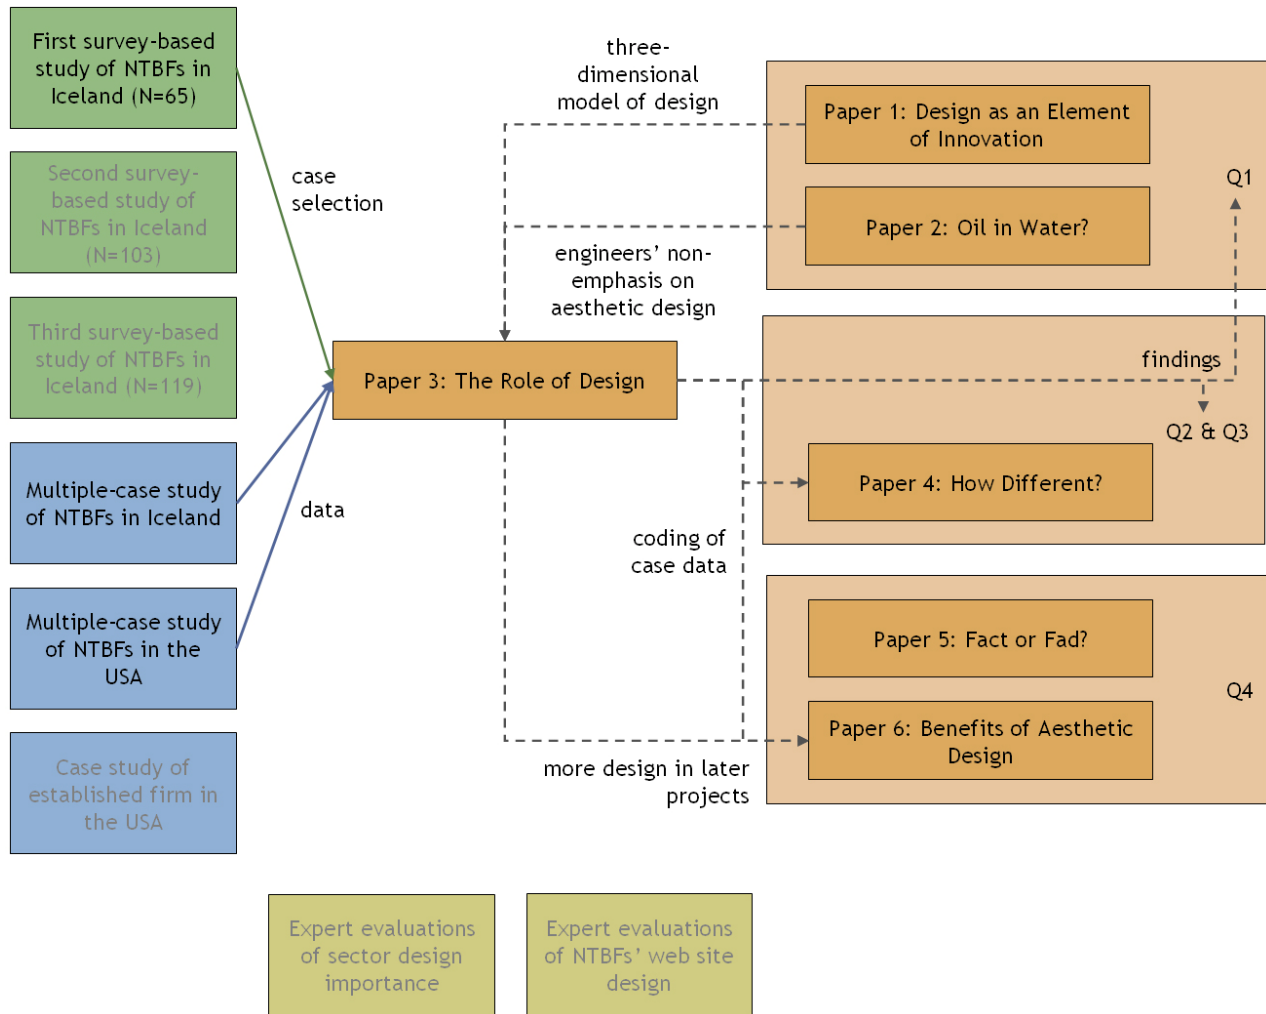 First survey-based
study of NTBFs in
Iceland (N=65)
Second survey-
based study of
NTBFs in Iceland
(N=103)
Third survey-based
study of NTBFs in
Iceland (N=119)
Multiple-case study
of NTBFs in Iceland
Multiple-case study
of NTBFs in the
USA
Case study of
established firm in
the USA
case
selection
data
three-
dimensional
model of design
engineers’ non-
emphasis on
aesthetic design
Paper 3: The Role of Design
coding of
case data
more design in later
projects
Paper 1: Design as an Element
of Innovation
Paper 2: Oil in Water?
Q1
findings
Q2 & Q3
Paper 4: How Different?
Paper 5: Fact or Fad?
Q4
Paper 6: Benefits of Aesthetic
Design
Expert evaluations
of sector design
importance
Expert evaluations
of NTBFs’ web site
design